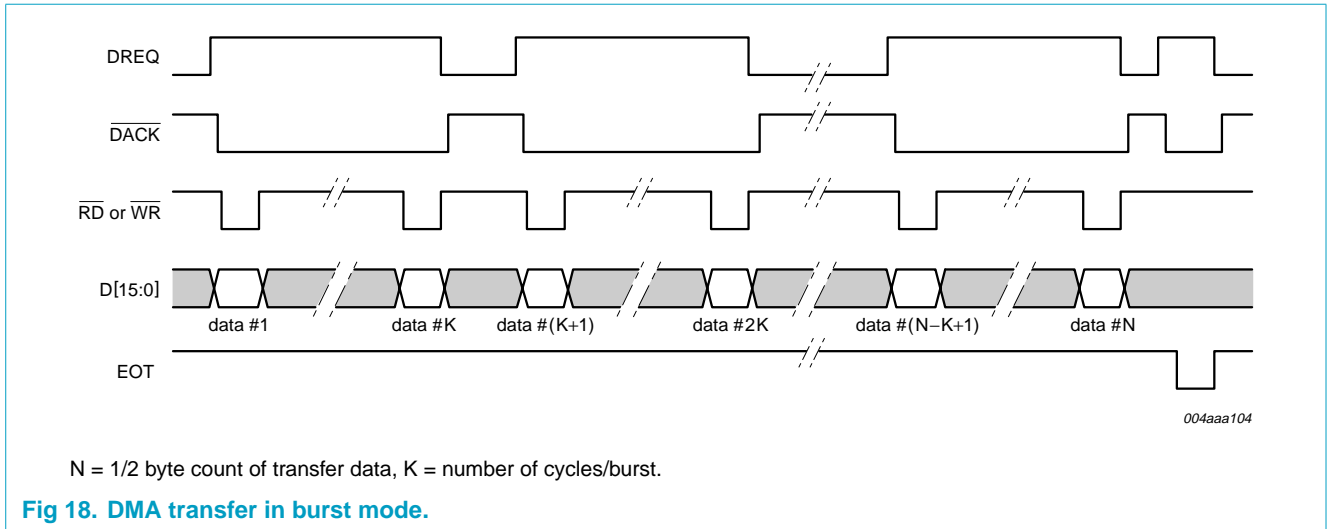 DREQ
DACK
RD or WR
D[15:0]
data #1 data #K data #(K+1) data #2K data #(N−K+1) data #N
EOT
004aaa104
N = 1/2 byte count of transfer data, K = number of cycles/burst.
Fig 18. DMA transfer in burst mode.